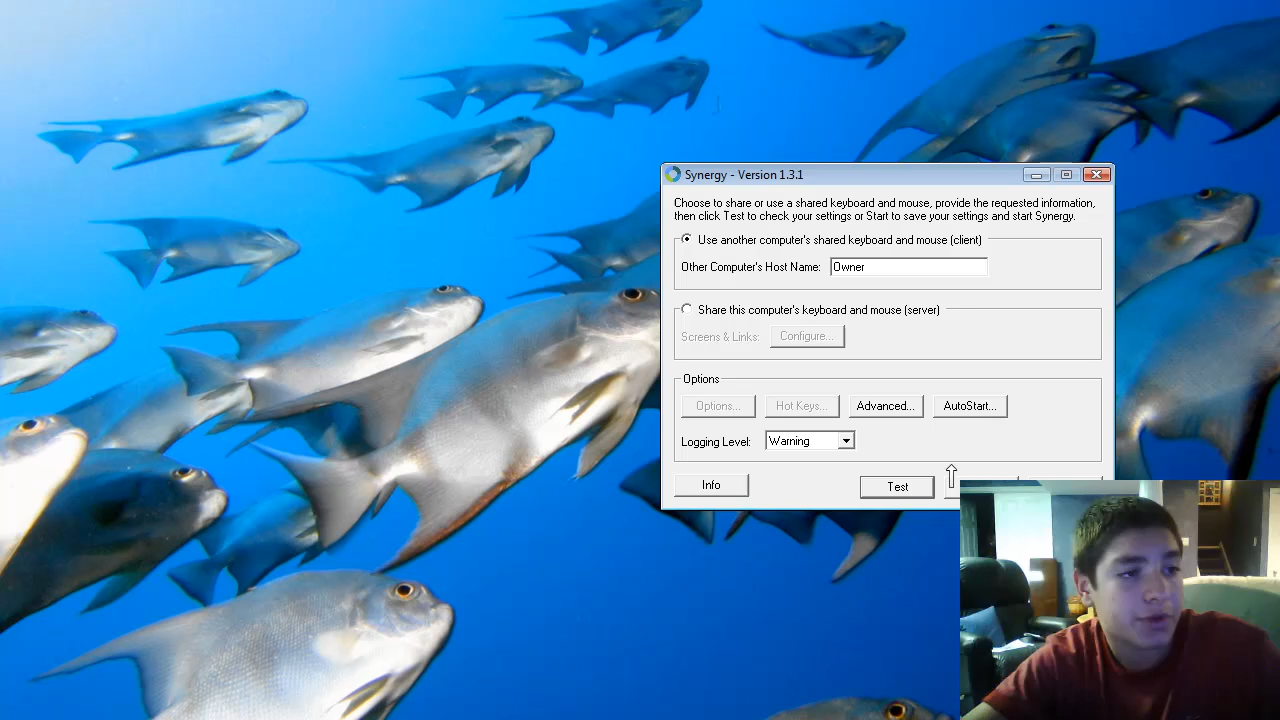 Synergy - Version 1.3.1
Choose to share or use a shared keyboard and mouse, provide the requested information,
then click Test to check your settings or Start to save your settings and start Synergy.
Use another computer's shared keyboard and mouse (client)
Other Computer's Host Name: Owner
Share this computer's keyboard and mouse (server)
Screens & Links: Configure...
Options
Options... Hot Keys... Advanced... AutoStart...
Logging Level: Warning
Info Test